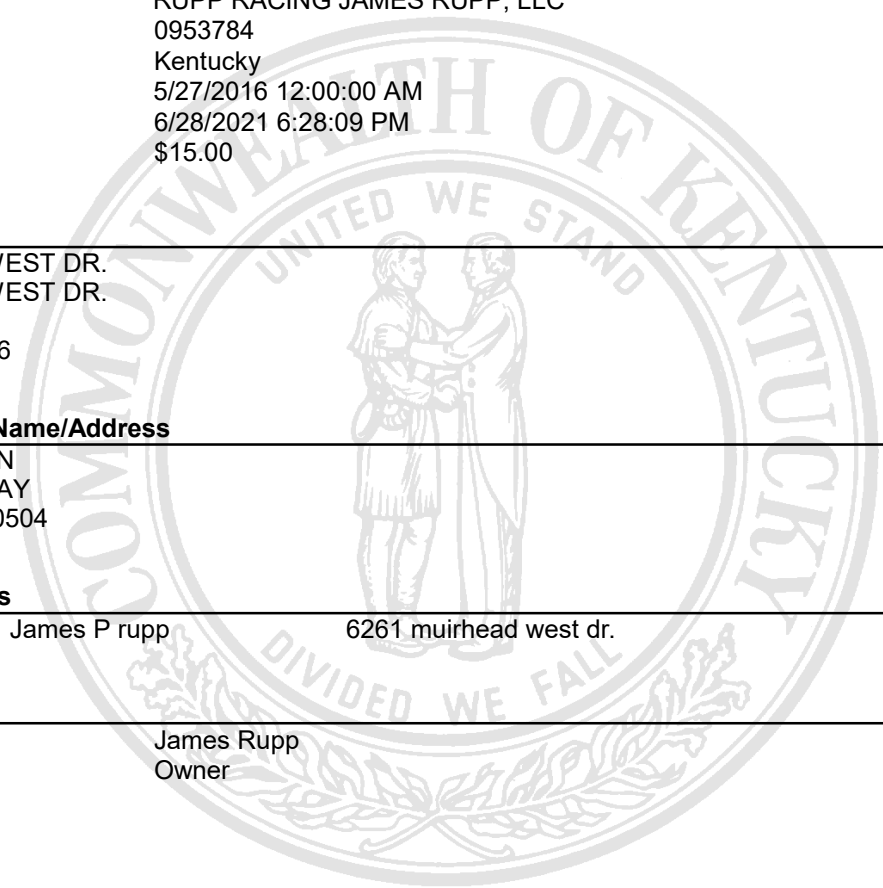 RUPP RACING JAMES RUPP, LLC
0953784
Kentucky
5/27/2016 12:00:00 AM
6/28/2021 6:28:09 PM
$15.00
COMMONWEALTH OF KENTUCKY
UNITED WE STAND
WEST DR.
WEST DR.
6
Name/Address
N
AY
0504
s
James P rupp 6261 muirhead west dr.
DIVIDED WE FALL
James Rupp
Owner